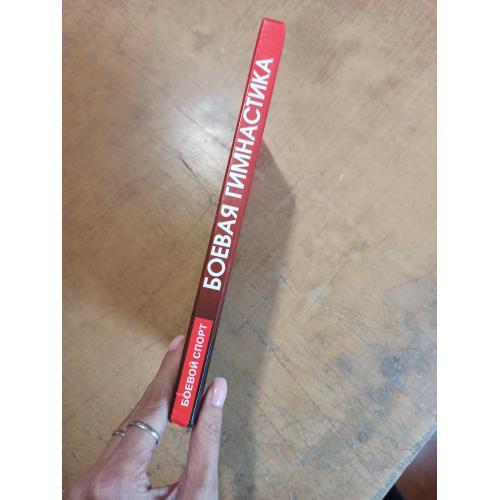 БОЕВОЙ СПОРТ
БОЕВАЯ ГИМНАСТИКА